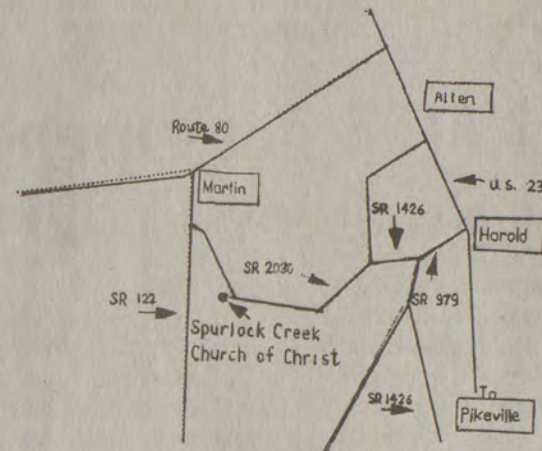 Allen
Route 80
U.S. 23
Martin
SR 1426
Harold
SR 2030
SR 979
SR 122
Spurlock Creek
Church of Christ
SR 1426
To
Pikeville